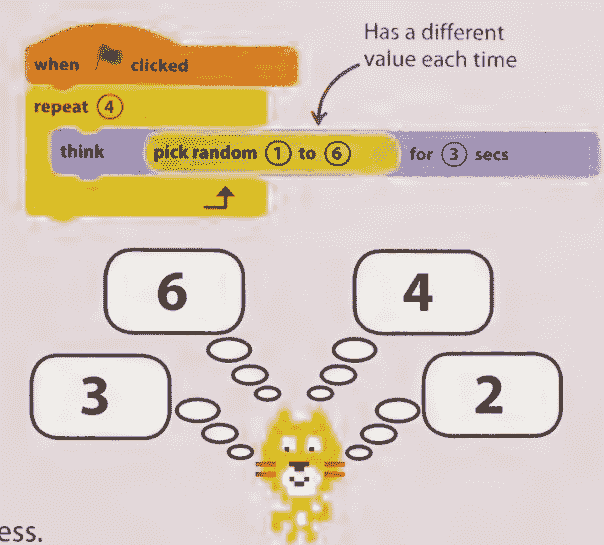 Has a different
value each time
when clicked
repeat 4
think pick random 1 to 6 for 3 secs
6
4
3
2
ess.